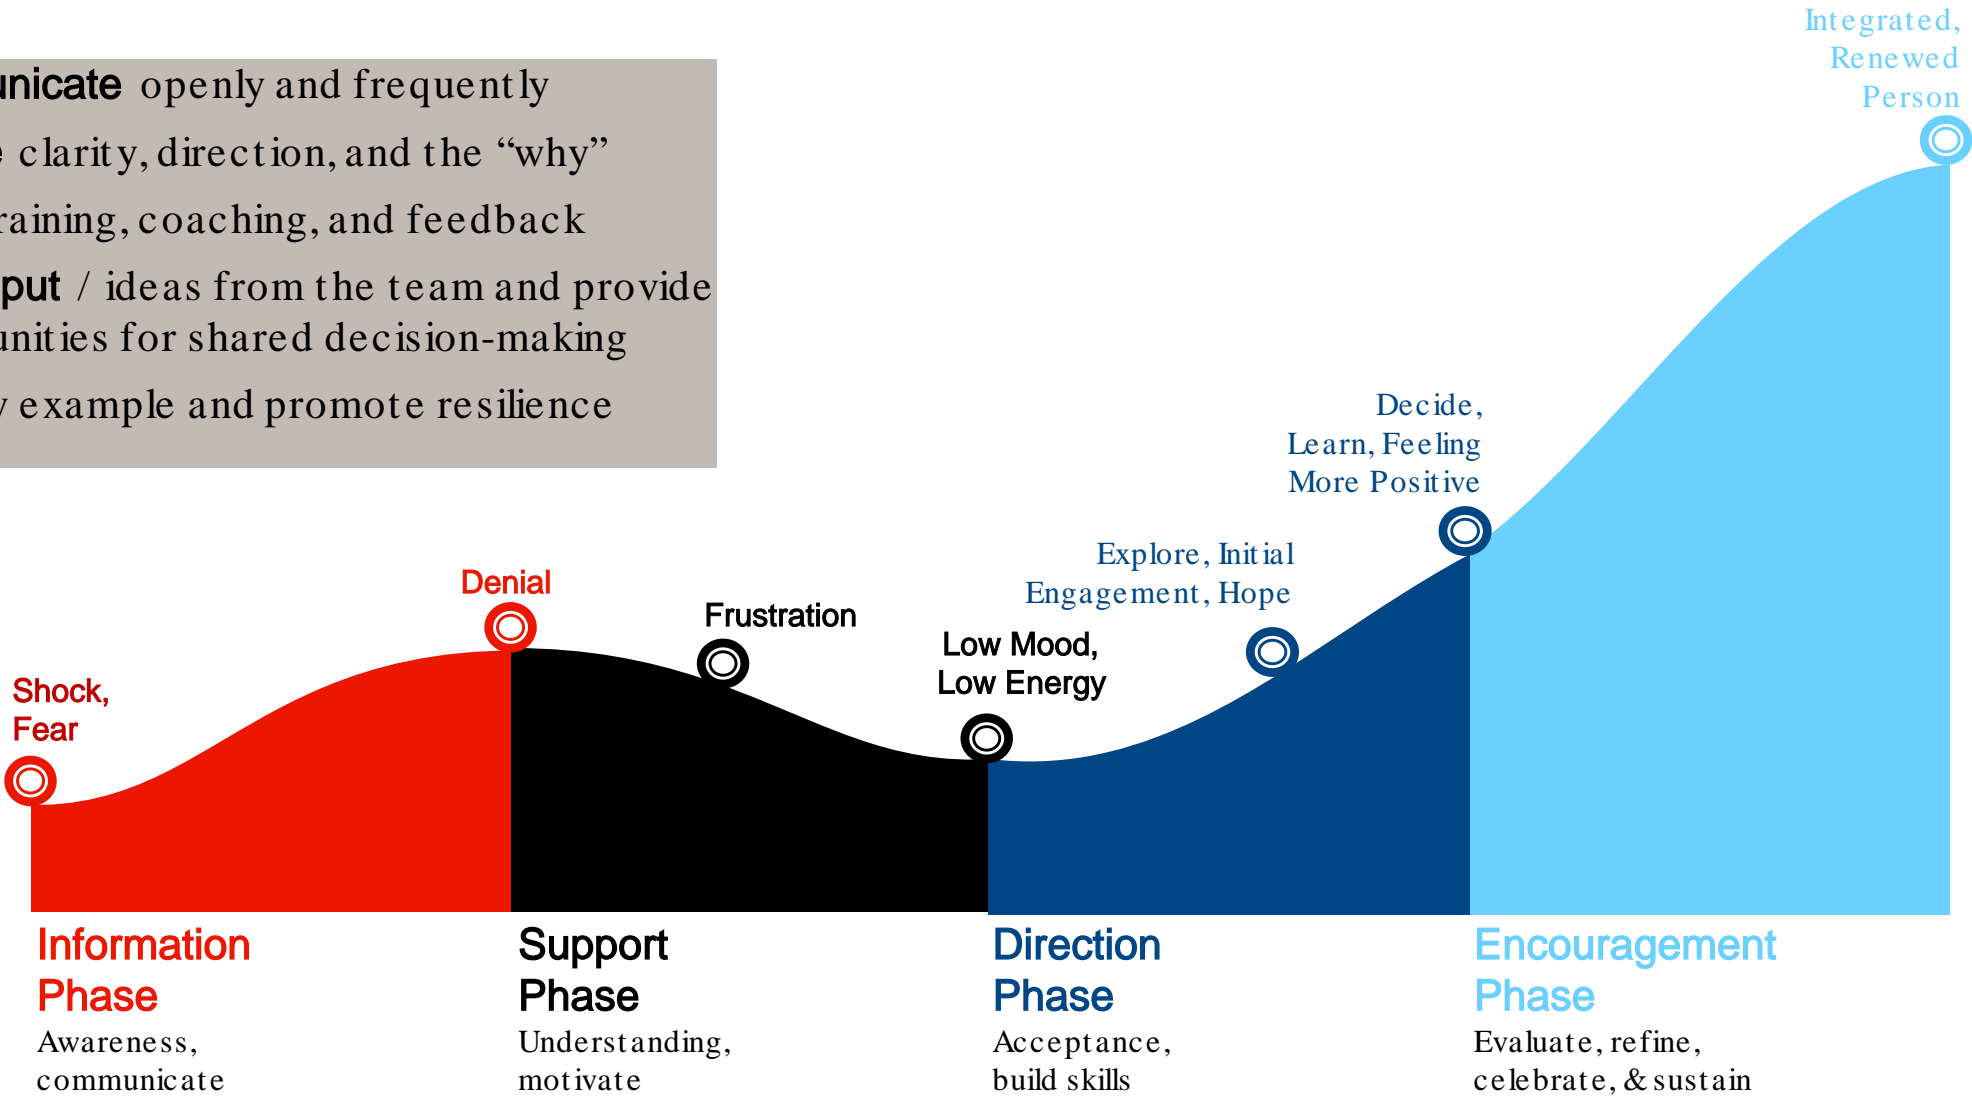 Integrated,
Renewed
Person
unicate openly and frequently
e clarity, direction, and the “why”
raining, coaching, and feedback
put / ideas from the team and provide
unities for shared decision-making
y example and promote resilience
Decide,
Learn, Feeling
More Positive
Explore, Initial
Engagement, Hope
Denial
Frustration
Low Mood,
Low Energy
Shock,
Fear
Information
Phase
Awareness,
communicate
Support
Phase
Understanding,
motivate
Direction
Phase
Acceptance,
build skills
Encouragement
Phase
Evaluate, refine,
celebrate, & sustain